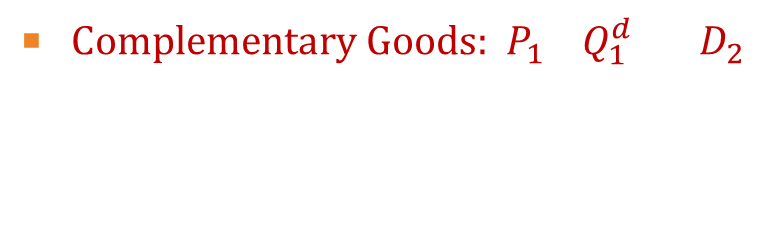 ▪ Complementary Goods: P₁ Q₁ᵈ D₂